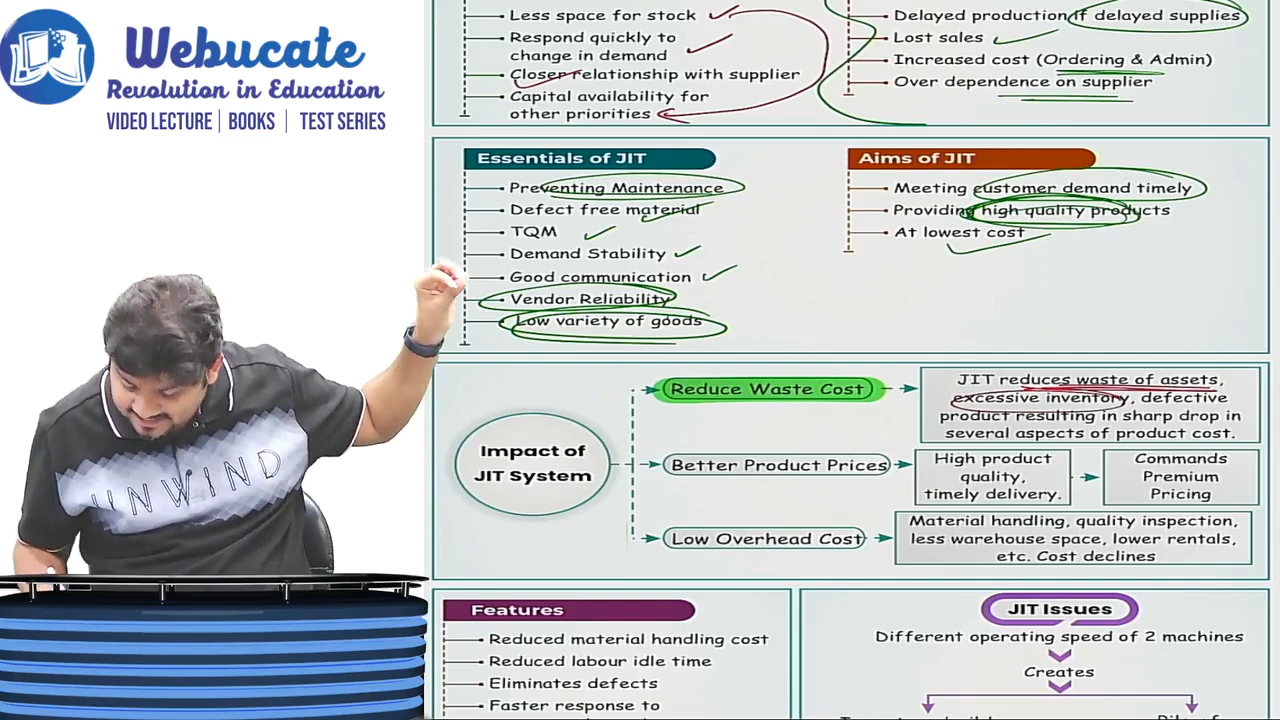 Webucate
Revolution in Education
VIDEO LECTURE | BOOKS | TEST SERIES
UNWIND
Less space for stock
Respond quickly to
change in demand
Closer relationship with supplier
Capital availability for
other priorities
Delayed production if delayed supplies
Lost sales
Increased cost (Ordering & Admin)
Over dependence on supplier
Essentials of JIT
Preventing Maintenance
Defect free material
TQM
Demand Stability
Good communication
Vendor Reliability
Low variety of goods
Aims of JIT
Meeting customer demand timely
Providing high quality products
At lowest cost
Impact of
JIT System
Reduce Waste Cost
JIT reduces waste of assets,
excessive inventory, defective
product resulting in sharp drop in
several aspects of product cost.
Better Product Prices
High product
quality,
timely delivery.
Commands
Premium
Pricing
Low Overhead Cost
Material handling, quality inspection,
less warehouse space, lower rentals,
etc. Cost declines
Features
Reduced material handling cost
Reduced labour idle time
Eliminates defects
Faster response to
JIT Issues
Different operating speed of 2 machines
Creates